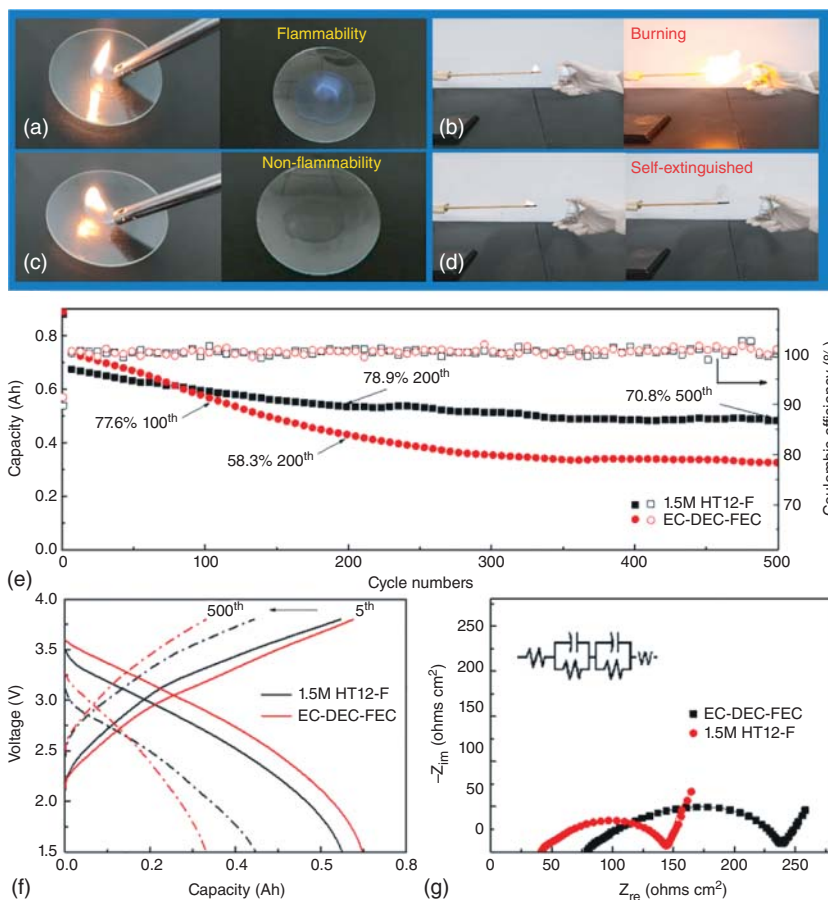 Flammability
Burning
(a)
(b)
Non-flammability
Self-extinguished
(c)
(d)
0.8
0.6
0.4
0.2
0.0
Capacity (Ah)
78.9% 200th
70.8% 500th
77.6% 100th
58.3% 200th
1.5M HT12-F
EC-DEC-FEC
100
90
80
70
Coulombic efficiency (%)
0
100
200
300
400
500
Cycle numbers
(e)
4.0
3.5
3.0
2.5
2.0
1.5
Voltage (V)
500th
5th
1.5M HT12-F
EC-DEC-FEC
0.0
0.2
0.4
0.6
0.8
Capacity (Ah)
(f)
250
200
150
100
50
0
–Zim (ohms cm2)
W
EC-DEC-FEC
1.5M HT12-F
0
50
100
150
200
250
Zre (ohms cm2)
(g)